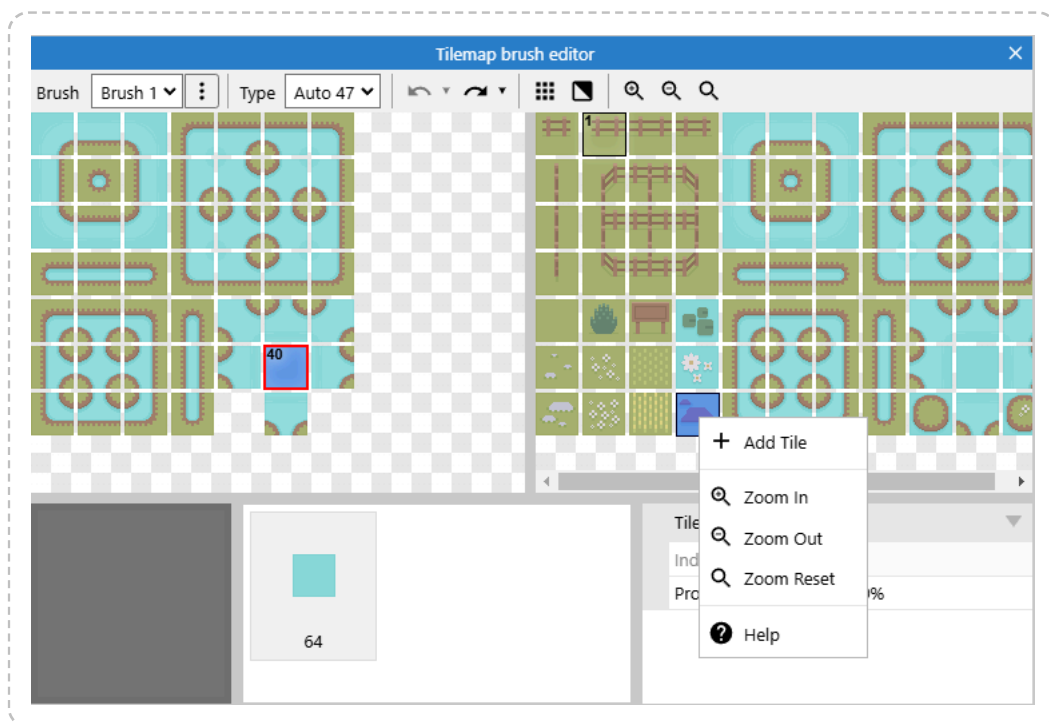 Tilemap brush editor
Brush Brush 1 Type Auto 47
1
40
Add Tile
Zoom In
Zoom Out
Zoom Reset
Help
64
Tile
Ind
Pro
%